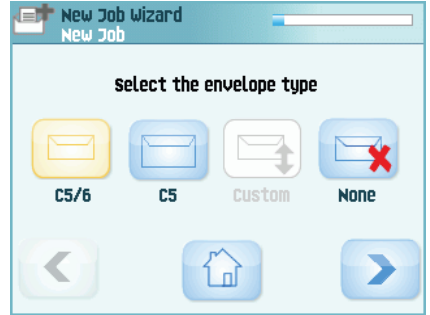 New Job Wizard
New Job
Select the envelope type
C5/6
C5
Custom
None